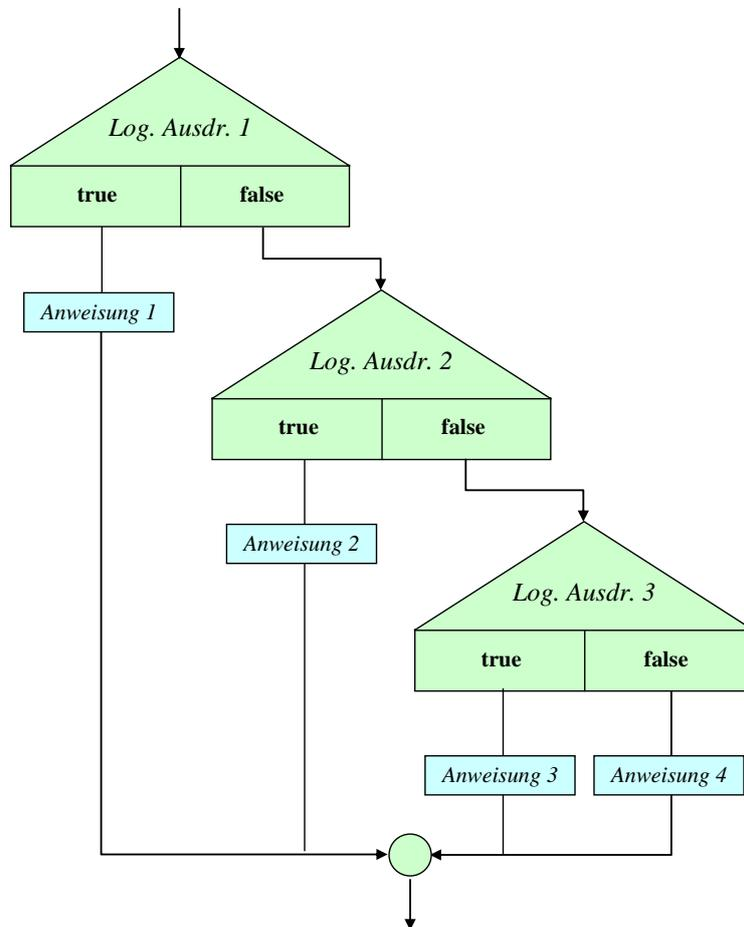 Log. Ausdr. 1
true
false
Anweisung 1
Log. Ausdr. 2
true
false
Anweisung 2
Log. Ausdr. 3
true
false
Anweisung 3
Anweisung 4